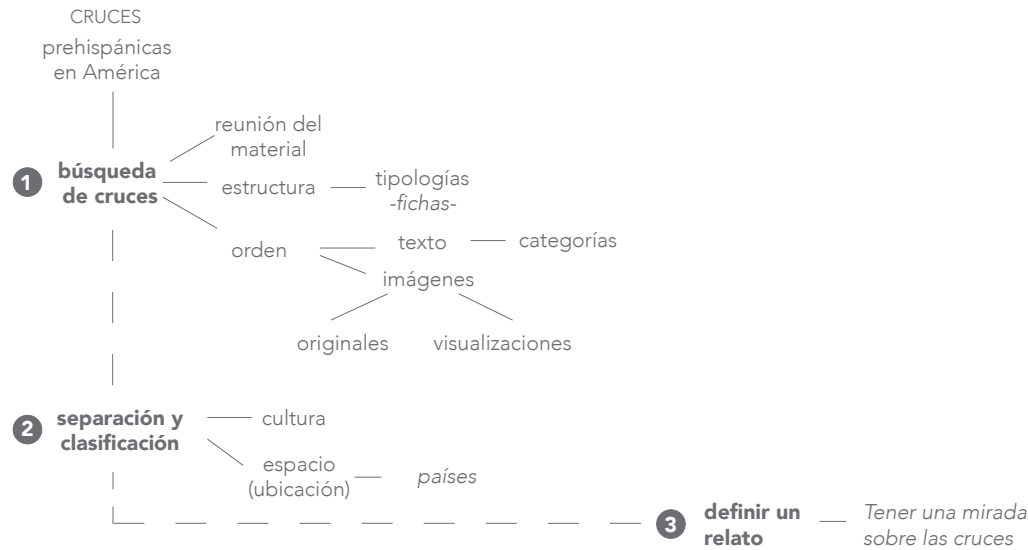 CRUCES
prehispánicas
en América
reunión del
material
1
búsqueda
de cruces
estructura
tipologías
-fichas-
orden
texto
categorías
imágenes
originales
visualizaciones
2
separación y
clasificación
cultura
espacio
(ubicación)
países
3
definir un
relato
Tener una mirada
sobre las cruces